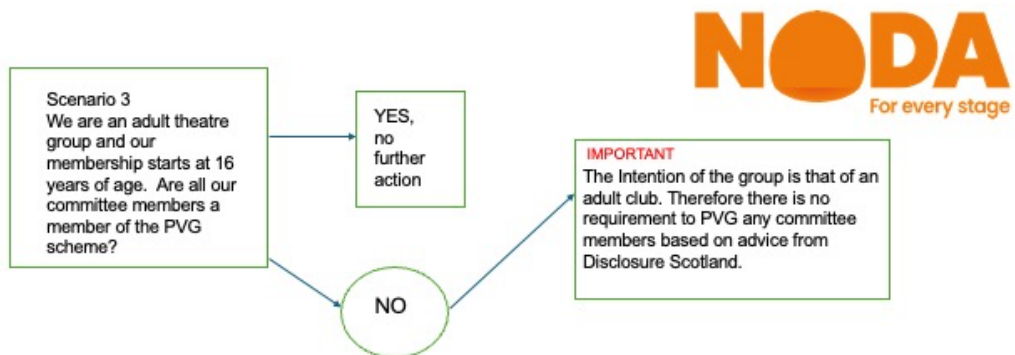 NODA
For every stage
Scenario 3
We are an adult theatre
group and our
membership starts at 16
years of age. Are all our
committee members a
member of the PVG
scheme?
YES,
no
further
action
NO
IMPORTANT
The Intention of the group is that of an
adult club. Therefore there is no
requirement to PVG any committee
members based on advice from
Disclosure Scotland.